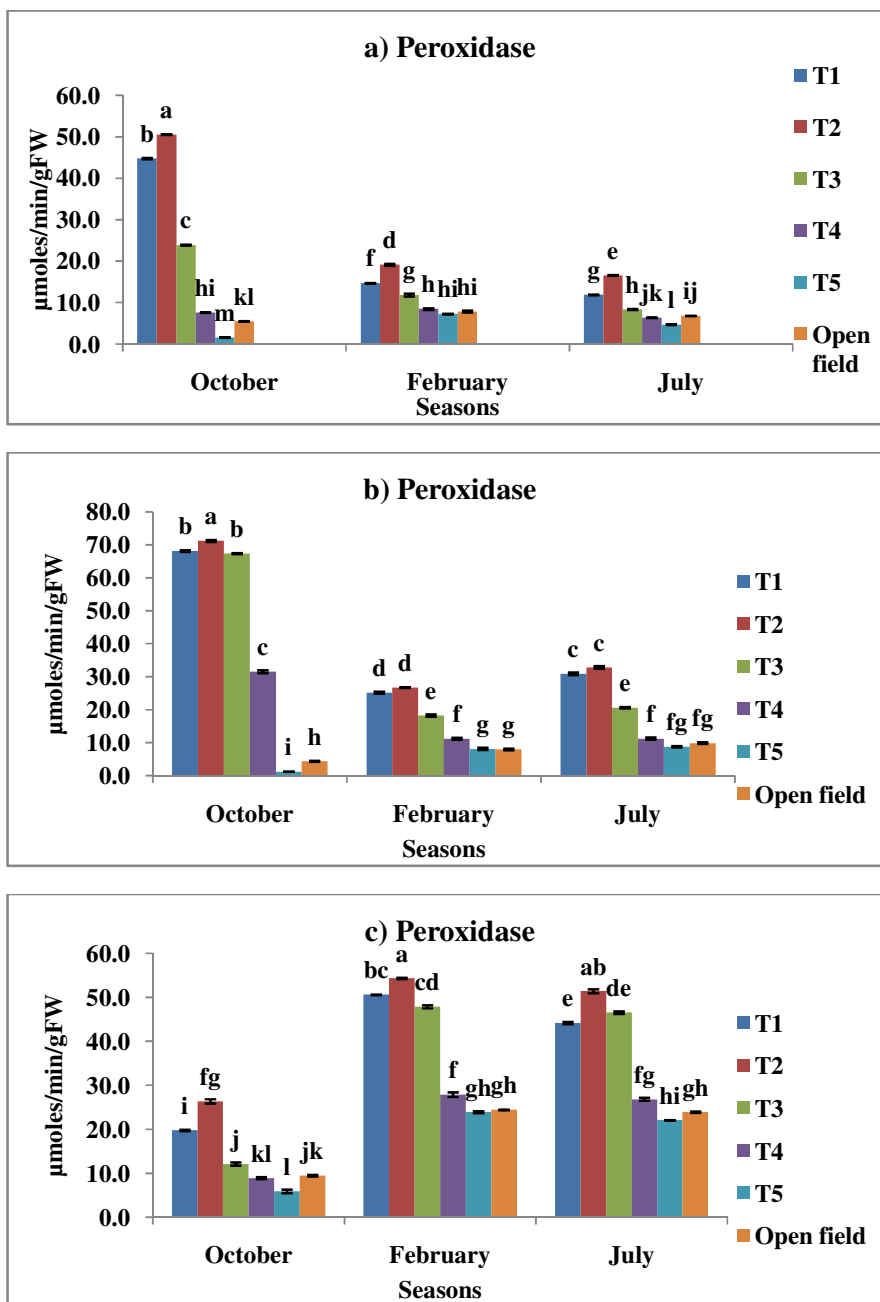 a) Peroxidase
µmoles/min/gFW
60.0
50.0
40.0
30.0
20.0
10.0
0.0
b a c hi m kl
f d g h hi hi
g e h jk l ij
October February July
Seasons
T1
T2
T3
T4
T5
Open
field
b) Peroxidase
µmoles/min/gFW
80.0
70.0
60.0
50.0
40.0
30.0
20.0
10.0
0.0
b a b c i h
d d e f g g
c c e f fg fg
October February July
Seasons
T1
T2
T3
T4
T5
Open field
c) Peroxidase
µmoles/min/gFW
60.0
50.0
40.0
30.0
20.0
10.0
0.0
i fg j kl l jk
bc a cd f gh gh
e ab de fg hi gh
October February July
Seasons
T1
T2
T3
T4
T5
Open field